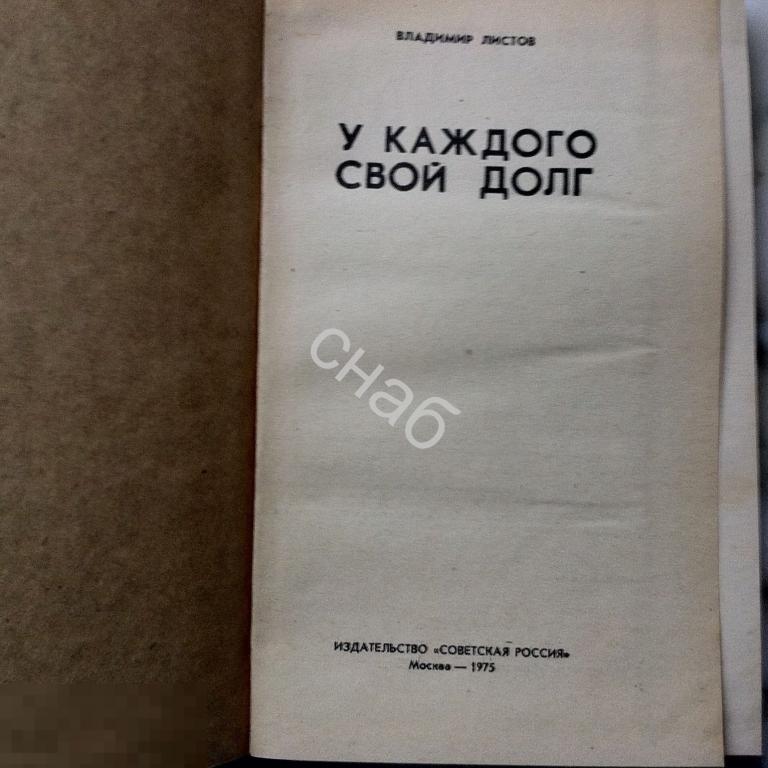 ВЛАДИМИР ЛИСТОВ
У КАЖДОГО
СВОЙ ДОЛГ
снаб
ИЗДАТЕЛЬСТВО «СОВЕТСКАЯ РОССИЯ»
Москва — 1975